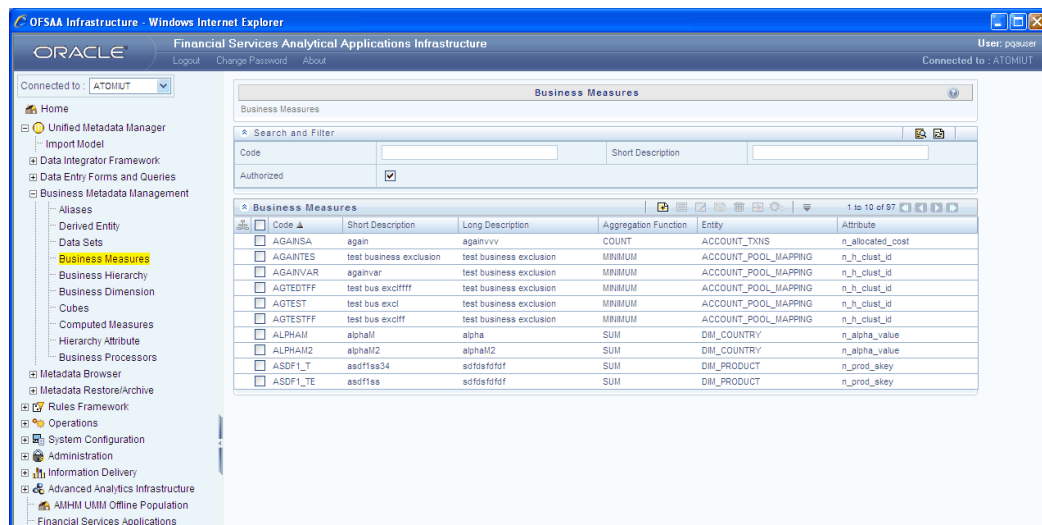 OFSAA Infrastructure - Windows Internet Explorer
ORACLE
Financial Services Analytical Applications Infrastructure
User: pqauser
Logout Change Password About
Connected to : ATOMIUT
Connected to : ATOMIUT
Home
Unified Metadata Manager
Import Model
Data Integrator Framework
Data Entry Forms and Queries
Business Metadata Management
Aliases
Derived Entity
Data Sets
Business Measures
Business Hierarchy
Business Dimension
Cubes
Computed Measures
Hierarchy Attribute
Business Processors
Metadata Browser
Metadata Restore/Archive
Rules Framework
Operations
System Configuration
Administration
Information Delivery
Advanced Analytics Infrastructure
AMHM UMM Offline Population
Financial Services Applications
Business Measures
Business Measures
Search and Filter
Code Short Description
Authorized
Business Measures 1 to 10 of 97
Code Short Description Long Description Aggregation Function Entity Attribute
AGAINSA again againvvv COUNT ACCOUNT_TXNS n_allocated_cost
AGAINTES test business exclusion test business exclusion MINIMUM ACCOUNT_POOL_MAPPING n_h_clust_id
AGAINVAR againvar test business exclusion MINIMUM ACCOUNT_POOL_MAPPING n_h_clust_id
AGTEDTFF test bus exclffff test business exclusion MINIMUM ACCOUNT_POOL_MAPPING n_h_clust_id
AGTEST test bus excl test business exclusion MINIMUM ACCOUNT_POOL_MAPPING n_h_clust_id
AGTESTFF test bus exclff test business exclusion MINIMUM ACCOUNT_POOL_MAPPING n_h_clust_id
ALPHAM alphaM alpha SUM DIM_COUNTRY n_alpha_value
ALPHAM2 alphaM2 alphaM2 SUM DIM_COUNTRY n_alpha_value
ASDF1_T asdf1ss34 sdfdsfdfdf SUM DIM_PRODUCT n_prod_skey
ASDF1_TE asdf1ss sdfdsfdfdf SUM DIM_PRODUCT n_prod_skey